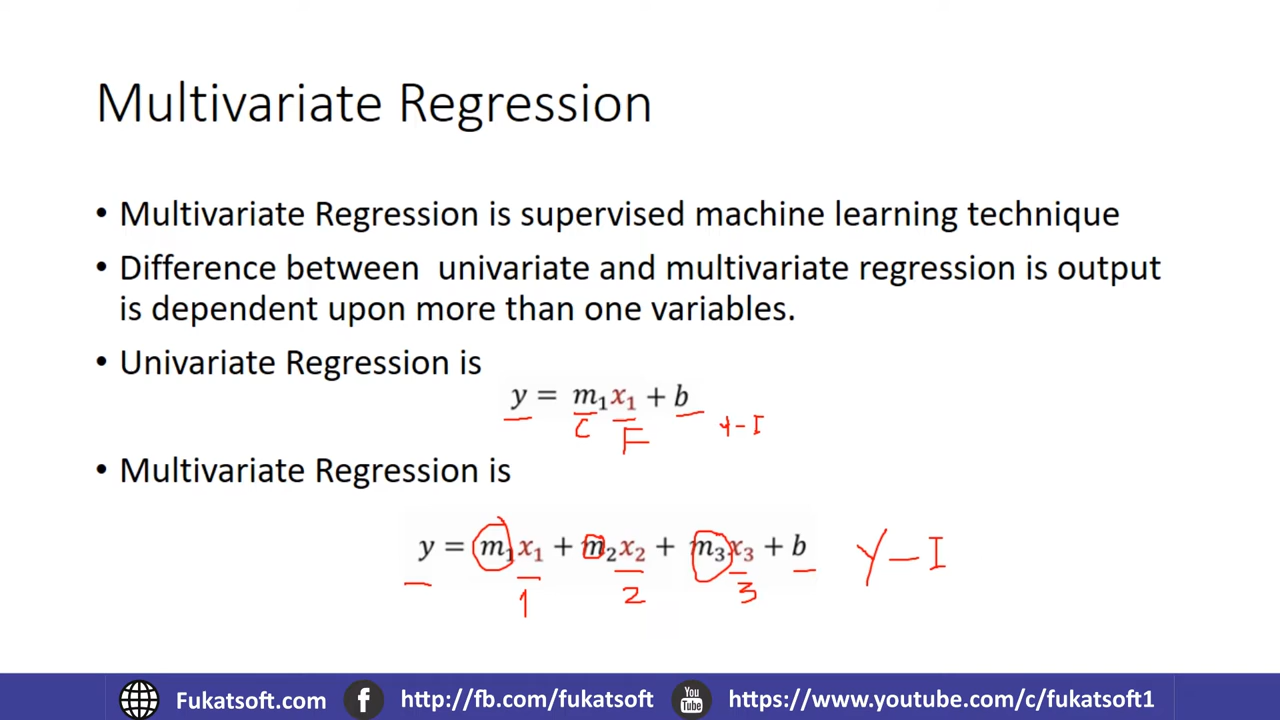 Multivariate Regression
• Multivariate Regression is supervised machine learning technique
• Difference between univariate and multivariate regression is output
is dependent upon more than one variables.
• Univariate Regression is
y = m₁x₁ + b
C F Y-I
• Multivariate Regression is
y = m₁x₁ + m₂x₂ + m₃x₃ + b Y-I
1 2 3
Fukatsoft.com f http://fb.com/fukatsoft You Tube https://www.youtube.com/c/fukatsoft1